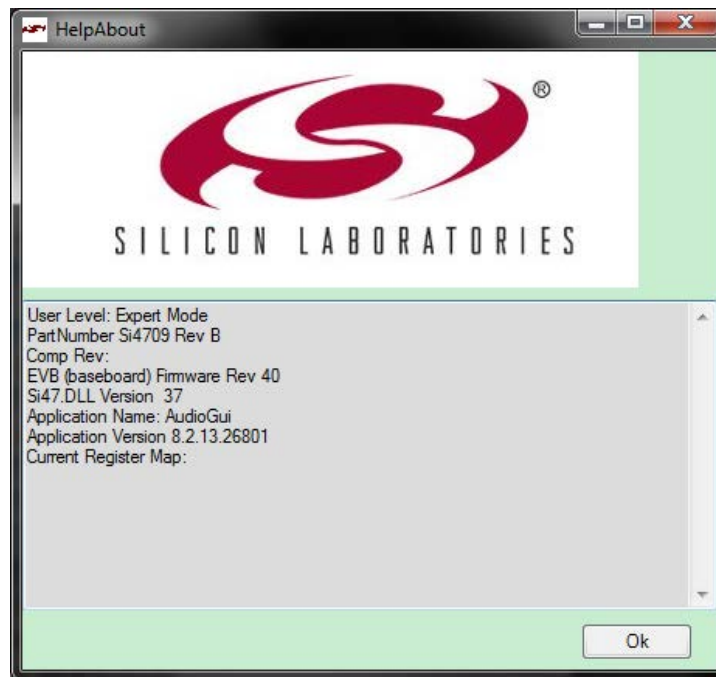 HelpAbout
®
SILICON LABORATORIES
User Level: Expert Mode
PartNumber Si4709 Rev B
Comp Rev:
EVB (baseboard) Firmware Rev 40
Si47.DLL Version 37
Application Name: AudioGui
Application Version 8.2.13.26801
Current Register Map:
Ok